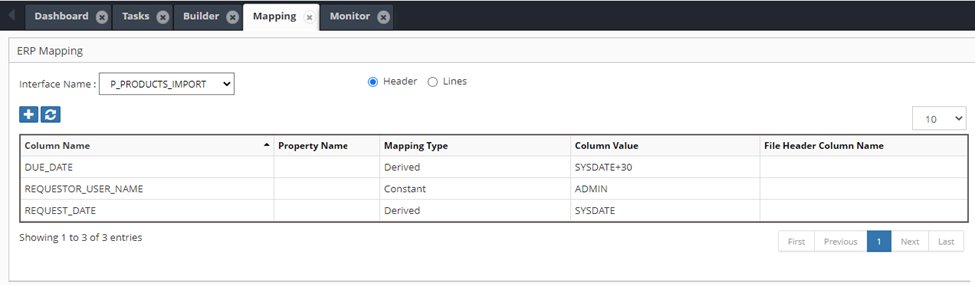 Dashboard Tasks Builder Mapping Monitor
ERP Mapping
Interface Name : P_PRODUCTS_IMPORT Header Lines
10
Column Name Property Name Mapping Type Column Value File Header Column Name
DUE_DATE Derived SYSDATE+30
REQUESTOR_USER_NAME Constant ADMIN
REQUEST_DATE Derived SYSDATE
Showing 1 to 3 of 3 entries First Previous 1 Next Last